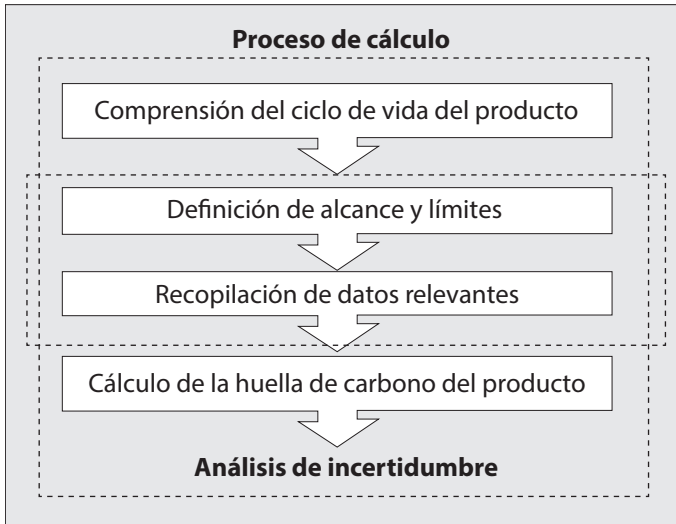 Proceso de cálculo
Comprensión del ciclo de vida del producto
Definición de alcance y límites
Recopilación de datos relevantes
Cálculo de la huella de carbono del producto
Análisis de incertidumbre